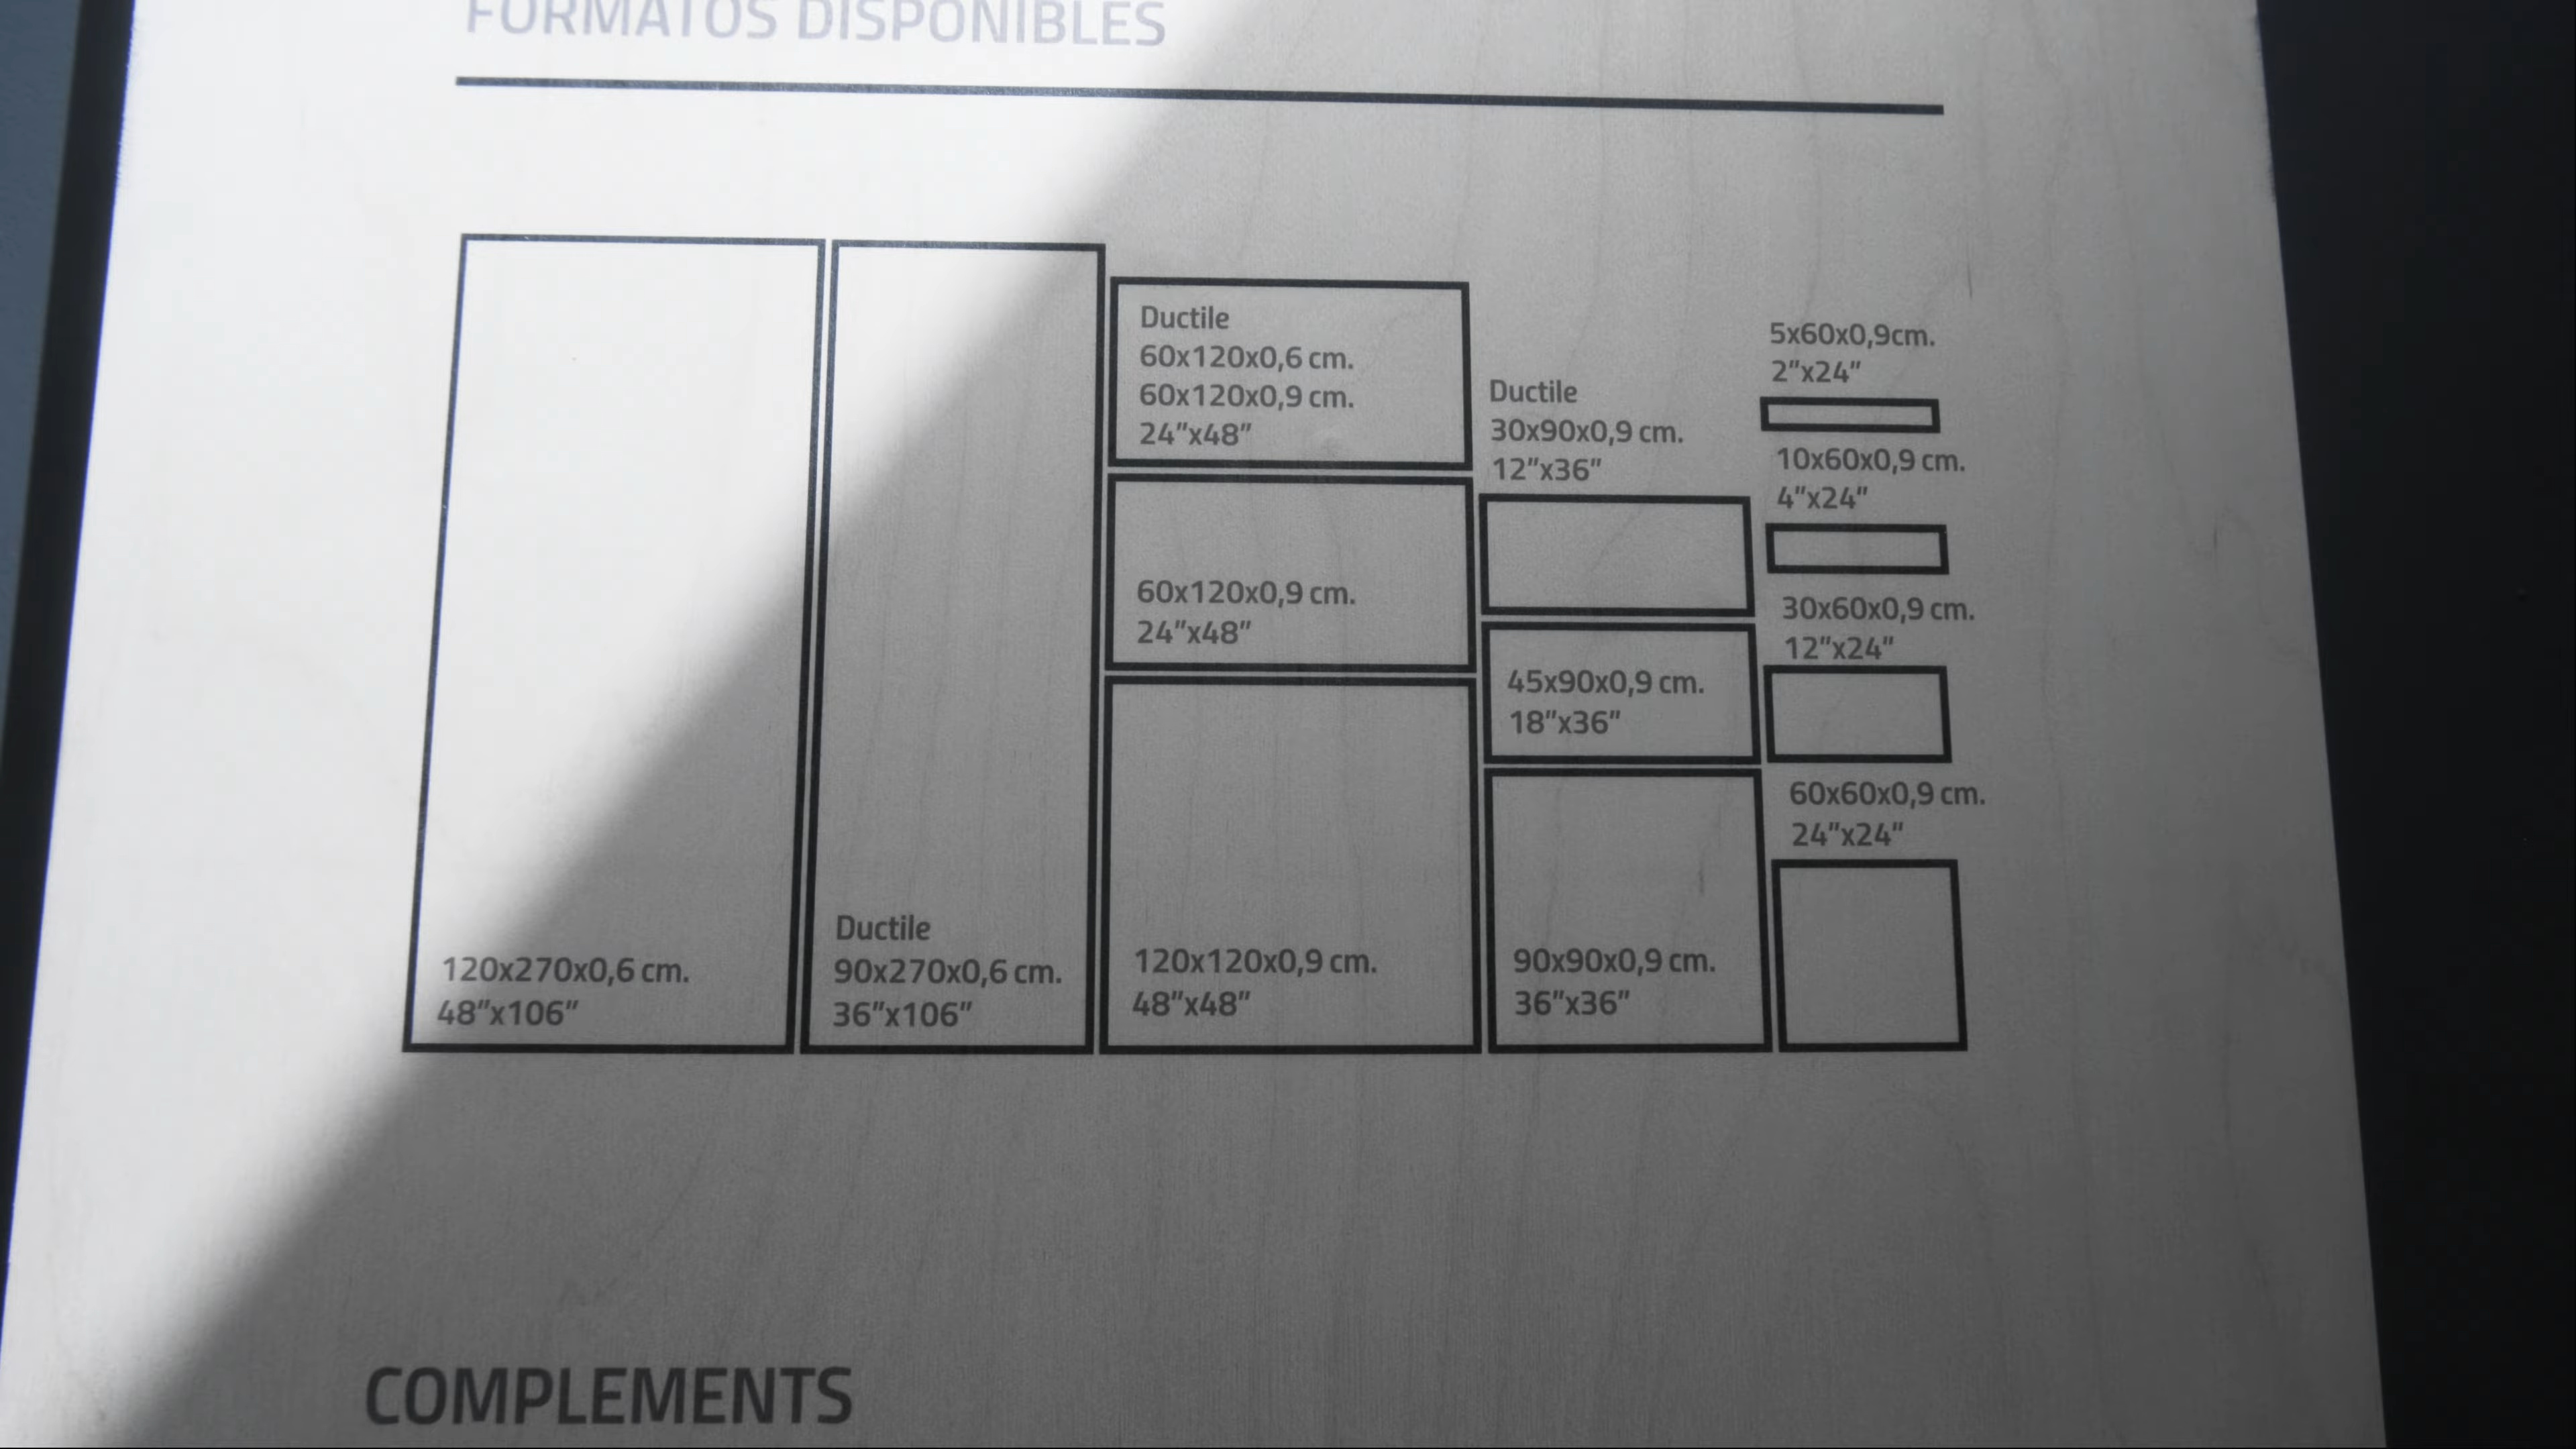 FORMATOS DISPONIBLES
120x270x0,6 cm.
48"x106"
Ductile
90x270x0,6 cm.
36"x106"
Ductile
60x120x0,6 cm.
60x120x0,9 cm.
24"x48"
60x120x0,9 cm.
24"x48"
120x120x0,9 cm.
48"x48"
Ductile
30x90x0,9 cm.
12"x36"
45x90x0,9 cm.
18"x36"
90x90x0,9 cm.
36"x36"
5x60x0,9cm.
2"x24"
10x60x0,9 cm.
4"x24"
30x60x0,9 cm.
12"x24"
60x60x0,9 cm.
24"x24"
COMPLEMENTS